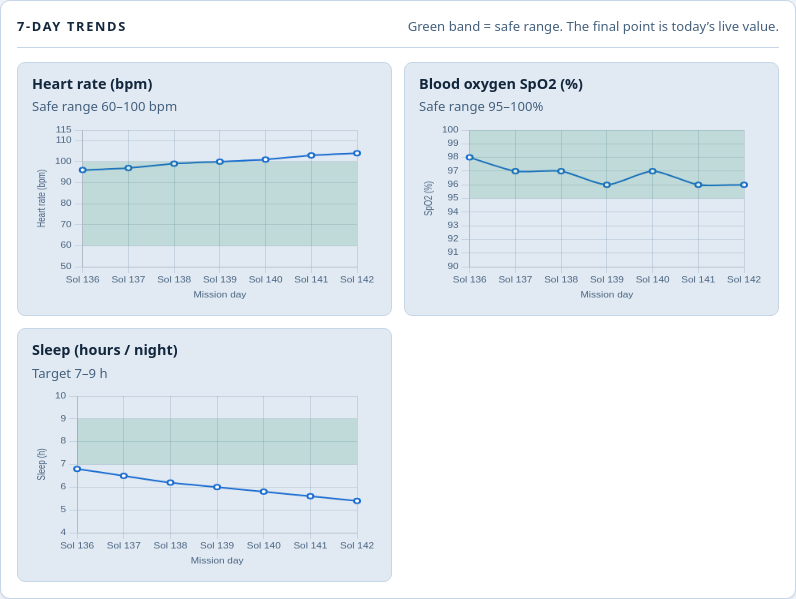 7-DAY TRENDS
Green band = safe range. The final point is today's live value.
Heart rate (bpm)
Safe range 60–100 bpm
Heart rate (bpm)
115
110
100
90
80
70
60
50
Sol 136 Sol 137 Sol 138 Sol 139 Sol 140 Sol 141 Sol 142
Mission day
Blood oxygen SpO2 (%)
Safe range 95–100%
SpO2 (%)
100
99
98
97
96
95
94
93
92
91
90
Sol 136 Sol 137 Sol 138 Sol 139 Sol 140 Sol 141 Sol 142
Mission day
Sleep (hours / night)
Target 7–9 h
Sleep (h)
10
9
8
7
6
5
4
Sol 136 Sol 137 Sol 138 Sol 139 Sol 140 Sol 141 Sol 142
Mission day